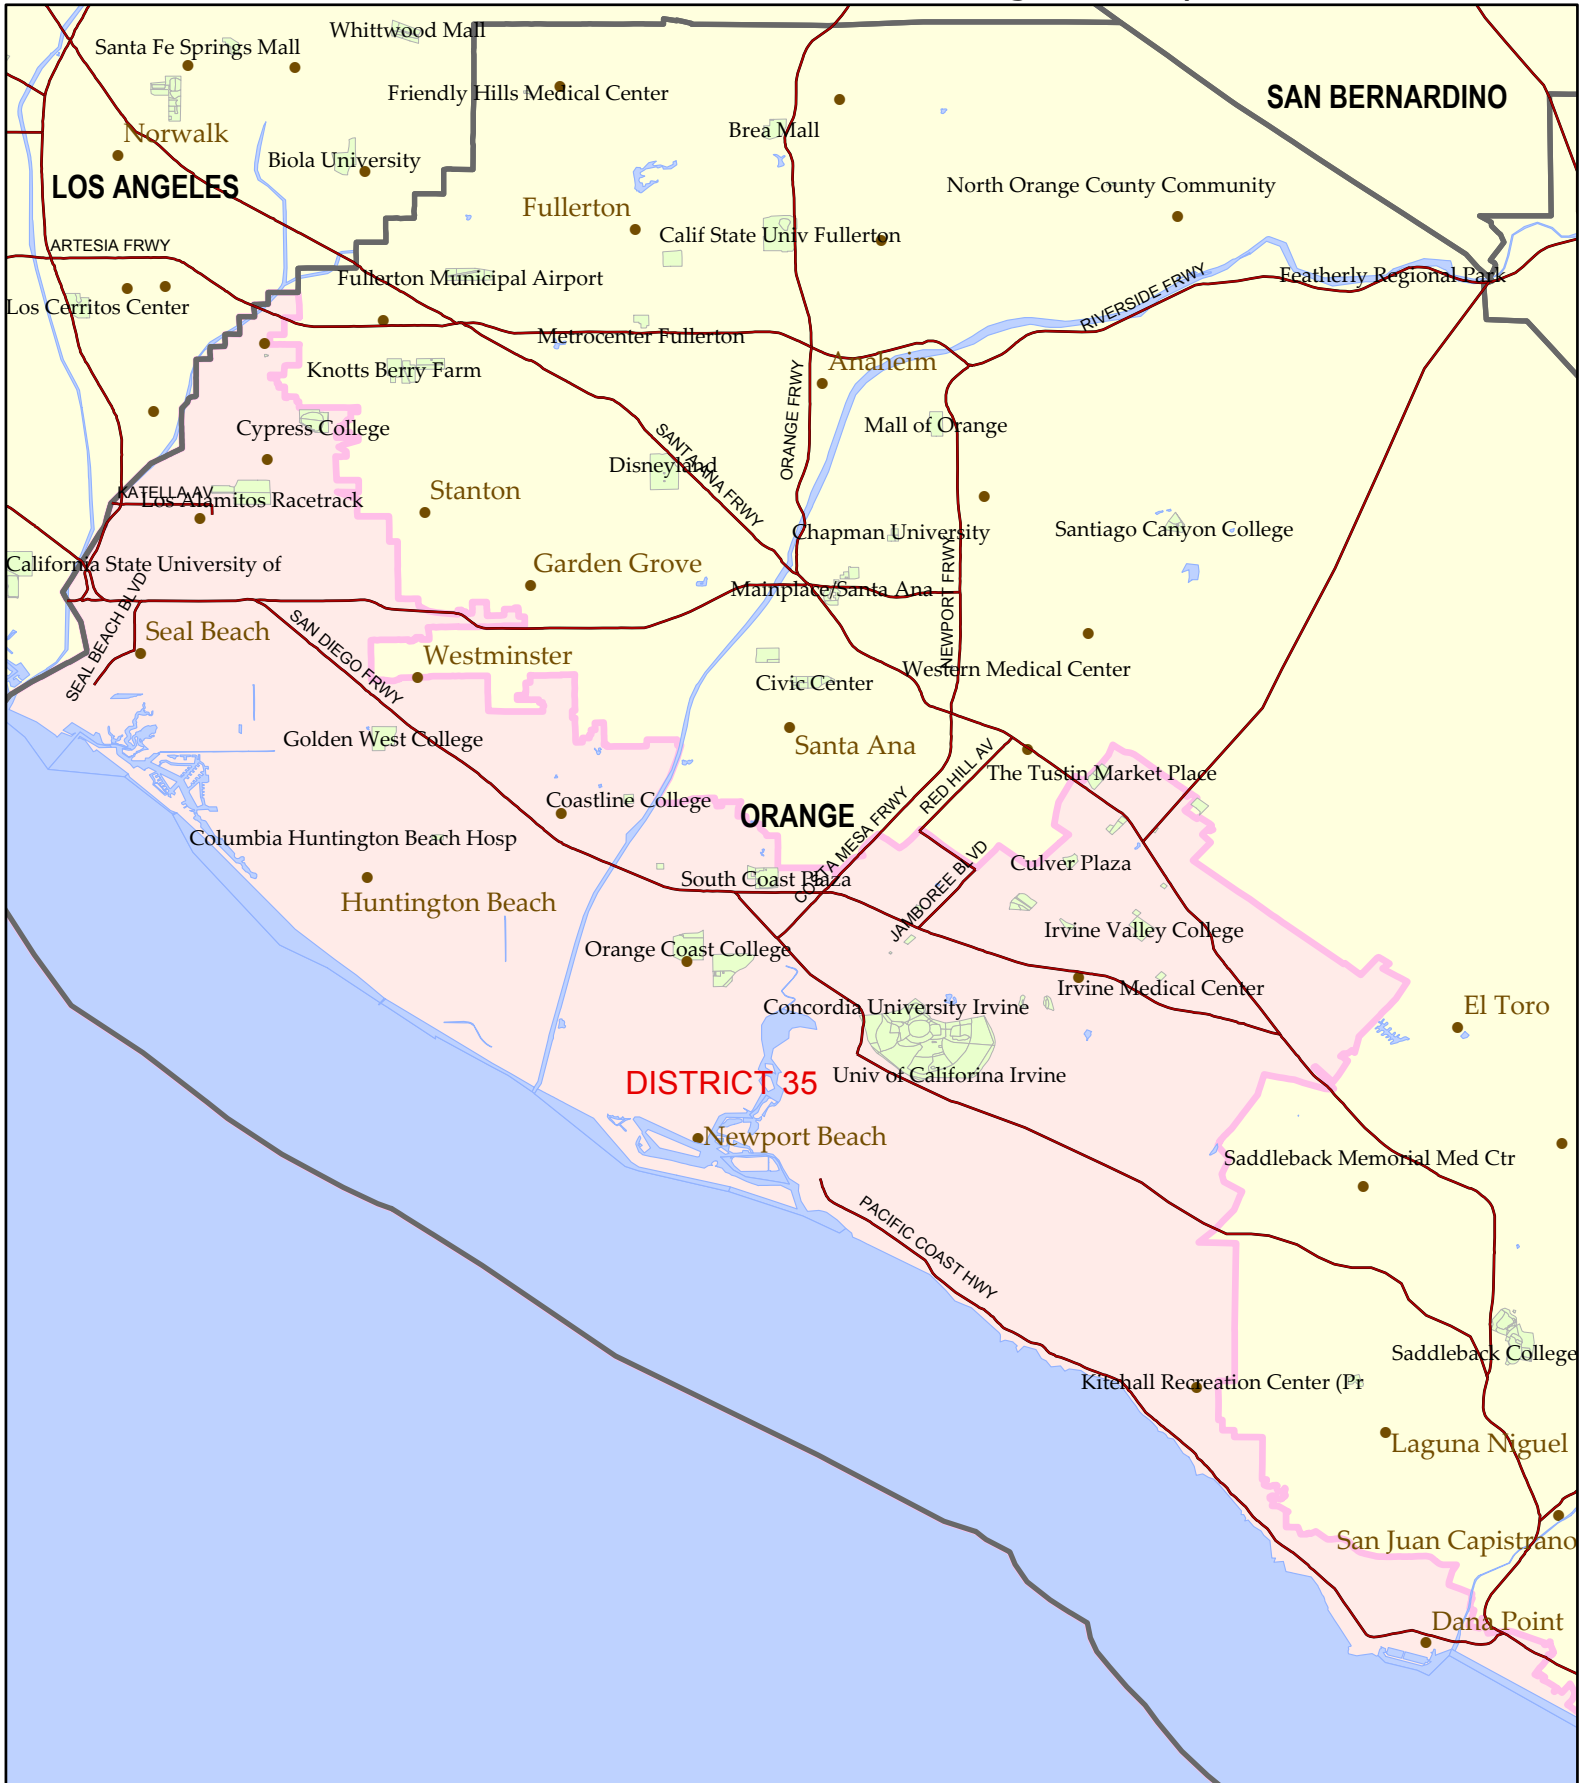 Whittwood Mall
Santa Fe Springs Mall
Friendly Hills Medical Center
SAN BERNARDINO
Brea Mall
Norwalk
Biola University
LOS ANGELES
North Orange County Community
Fullerton
Calif State Univ Fullerton
ARTESIA FRWY
Fullerton Municipal Airport
Featherly Regional Park
RIVERSIDE FRWY
Los Cerritos Center
Metrocenter Fullerton
Anaheim
Knotts Berry Farm
ORANGE FRWY
Cypress College
Mall of Orange
SANTA ANA FRWY
Disneyland
Stanton
KATELLA AV
Los Alamitos Racetrack
Chapman University
Santiago Canyon College
California State University of
Garden Grove
Mainplace/Santa Ana
NEWPORT FRWY
SEAL BEACH BLVD
Seal Beach
SAN DIEGO FRWY
Westminster
Western Medical Center
Civic Center
Golden West College
Santa Ana
RED HILL AV
The Tustin Market Place
Coastline College
ORANGE
COSTA MESA FRWY
Columbia Huntington Beach Hosp
JAMBOREE BLVD
Culver Plaza
South Coast Plaza
Huntington Beach
Irvine Valley College
Orange Coast College
Irvine Medical Center
Concordia University Irvine
El Toro
DISTRICT 35
Univ of Califorina Irvine
Newport Beach
Saddleback Memorial Med Ctr
PACIFIC COAST HWY
Saddleback College
Kitehall Recreation Center (Pr
Laguna Niguel
San Juan Capistrano
Dana Point